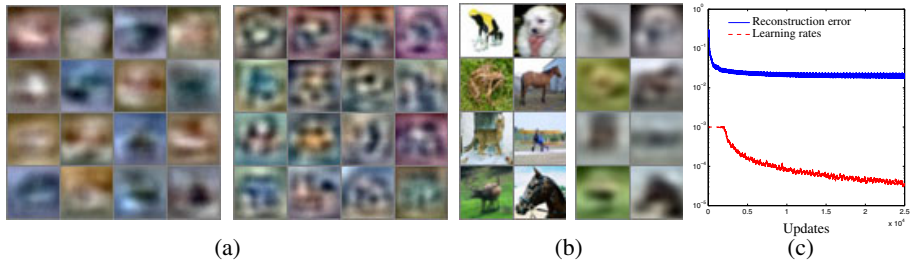 Reconstruction error
Learning rates
10^0
10^-1
10^-2
10^-3
10^-4
10^-5
0 0.5 1 1.5 2 2.5
x 10^4
Updates
(a) (b) (c)